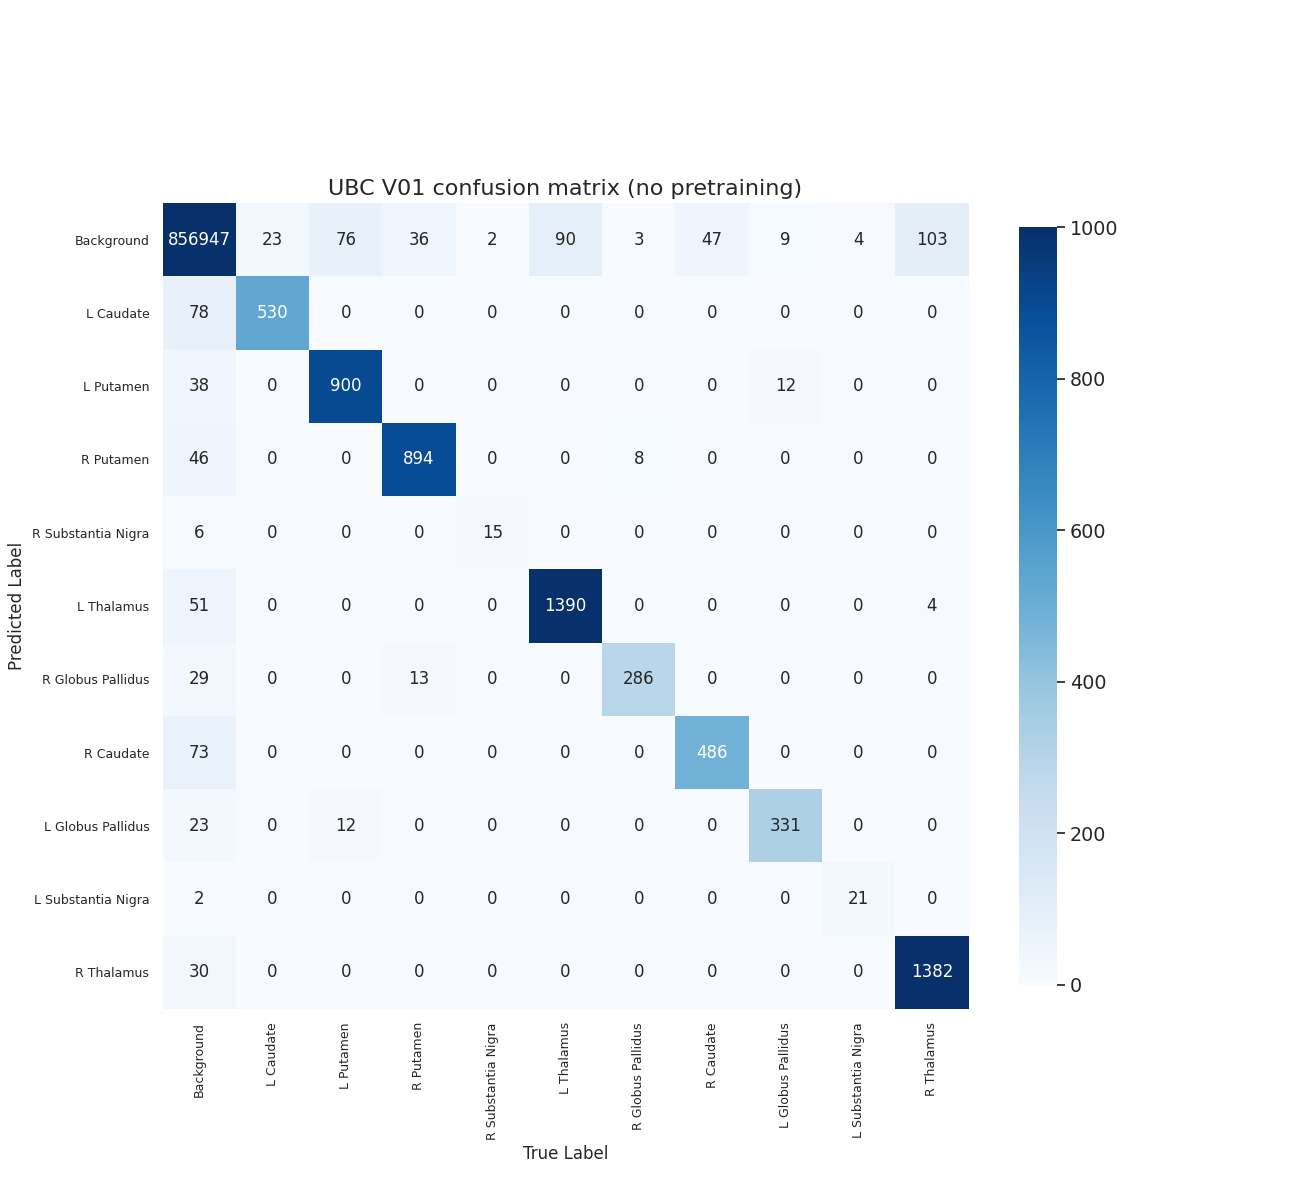 UBC V01 confusion matrix (no pretraining)
Predicted Label
Background 856947 23 76 36 2 90 3 47 9 4 103
L Caudate 78 530 0 0 0 0 0 0 0 0 0
L Putamen 38 0 900 0 0 0 0 0 12 0 0
R Putamen 46 0 0 894 0 0 8 0 0 0 0
R Substantia Nigra 6 0 0 0 15 0 0 0 0 0 0
L Thalamus 51 0 0 0 0 1390 0 0 0 0 4
R Globus Pallidus 29 0 0 13 0 0 286 0 0 0 0
R Caudate 73 0 0 0 0 0 0 486 0 0 0
L Globus Pallidus 23 0 12 0 0 0 0 0 331 0 0
L Substantia Nigra 2 0 0 0 0 0 0 0 0 21 0
R Thalamus 30 0 0 0 0 0 0 0 0 0 1382
Background
L Caudate
L Putamen
R Putamen
R Substantia Nigra
L Thalamus
R Globus Pallidus
R Caudate
L Globus Pallidus
L Substantia Nigra
R Thalamus
True Label
1000
800
600
400
200
0